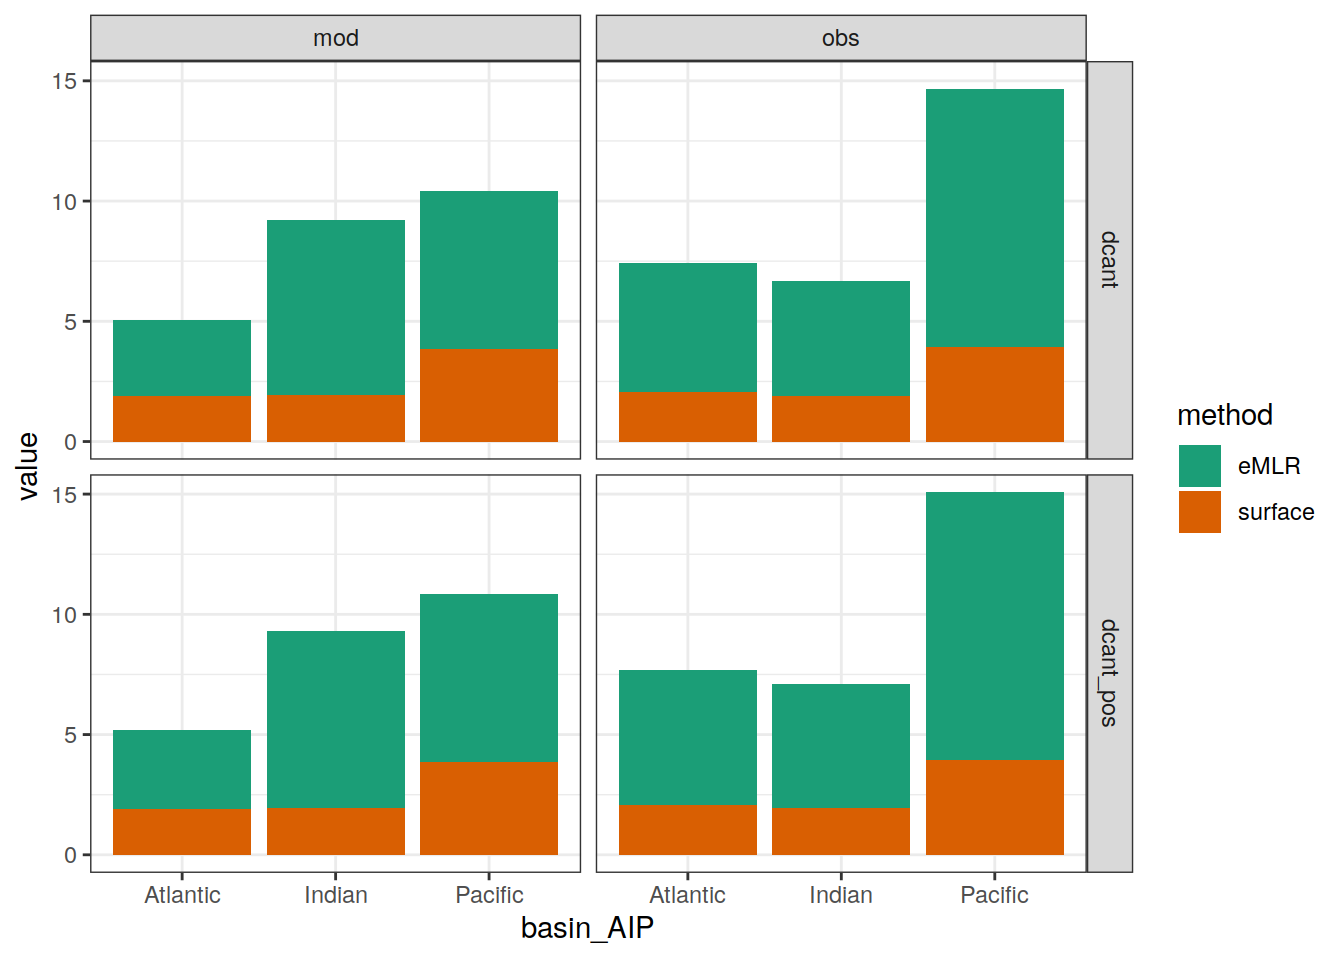 mod
obs
15
10
5
0
dcant
15
10
5
0
dcant_pos
value
Atlantic
Indian
Pacific
Atlantic
Indian
Pacific
basin_AIP
method
eMLR
surface